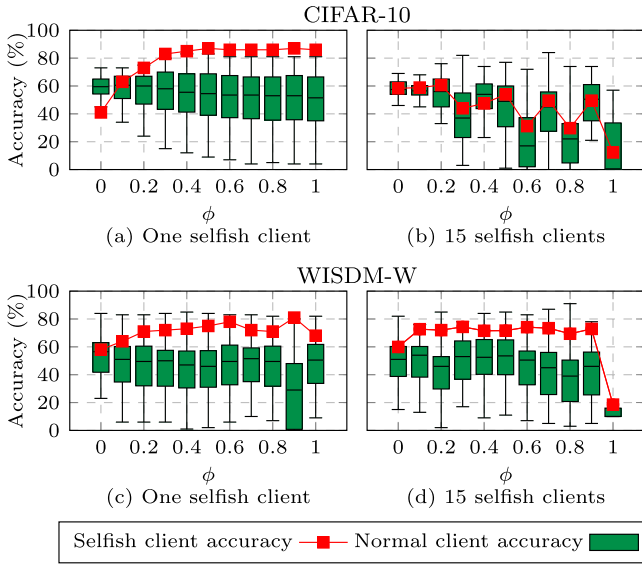 CIFAR-10
Accuracy (%)
100
80
60
40
20
0
0 0.2 0.4 0.6 0.8 1
0 0.2 0.4 0.6 0.8 1
ϕ
ϕ
(a) One selfish client
(b) 15 selfish clients
WISDM-W
Accuracy (%)
100
80
60
40
20
0
0 0.2 0.4 0.6 0.8 1
0 0.2 0.4 0.6 0.8 1
ϕ
ϕ
(c) One selfish client
(d) 15 selfish clients
Selfish client accuracy Normal client accuracy